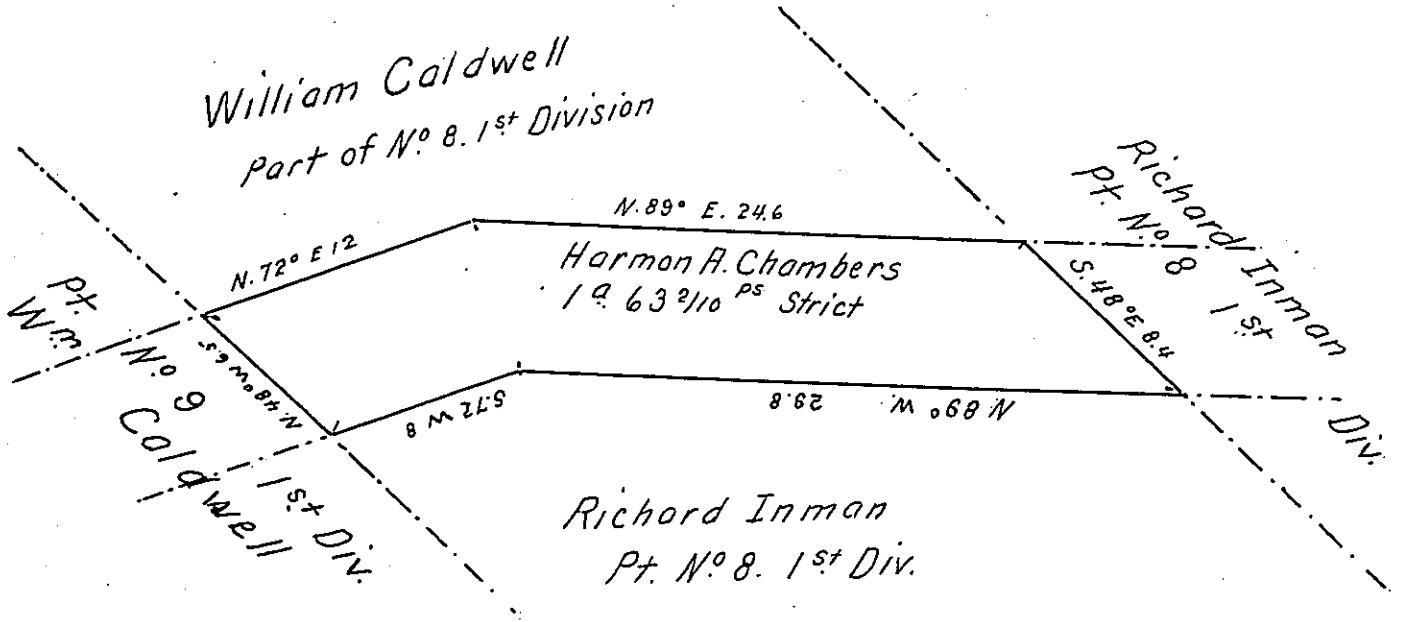 William Caldwell
Part of Nº 8. 1st Division
N. 89° E. 24.6
N. 72° E 12
Harmon A. Chambers
1 a 63 2/10 ps Strict
Richard Inman
Pt. Nº 8 1st
Div.
S. 48° E 8.4
Pt. Nº 9 1st Div.
Wm Caldwell
N. 48° W 6.5
S. 72 W 8
N. 89° W. 29.8
Richard Inman
Pt. Nº 8. 1st Div.